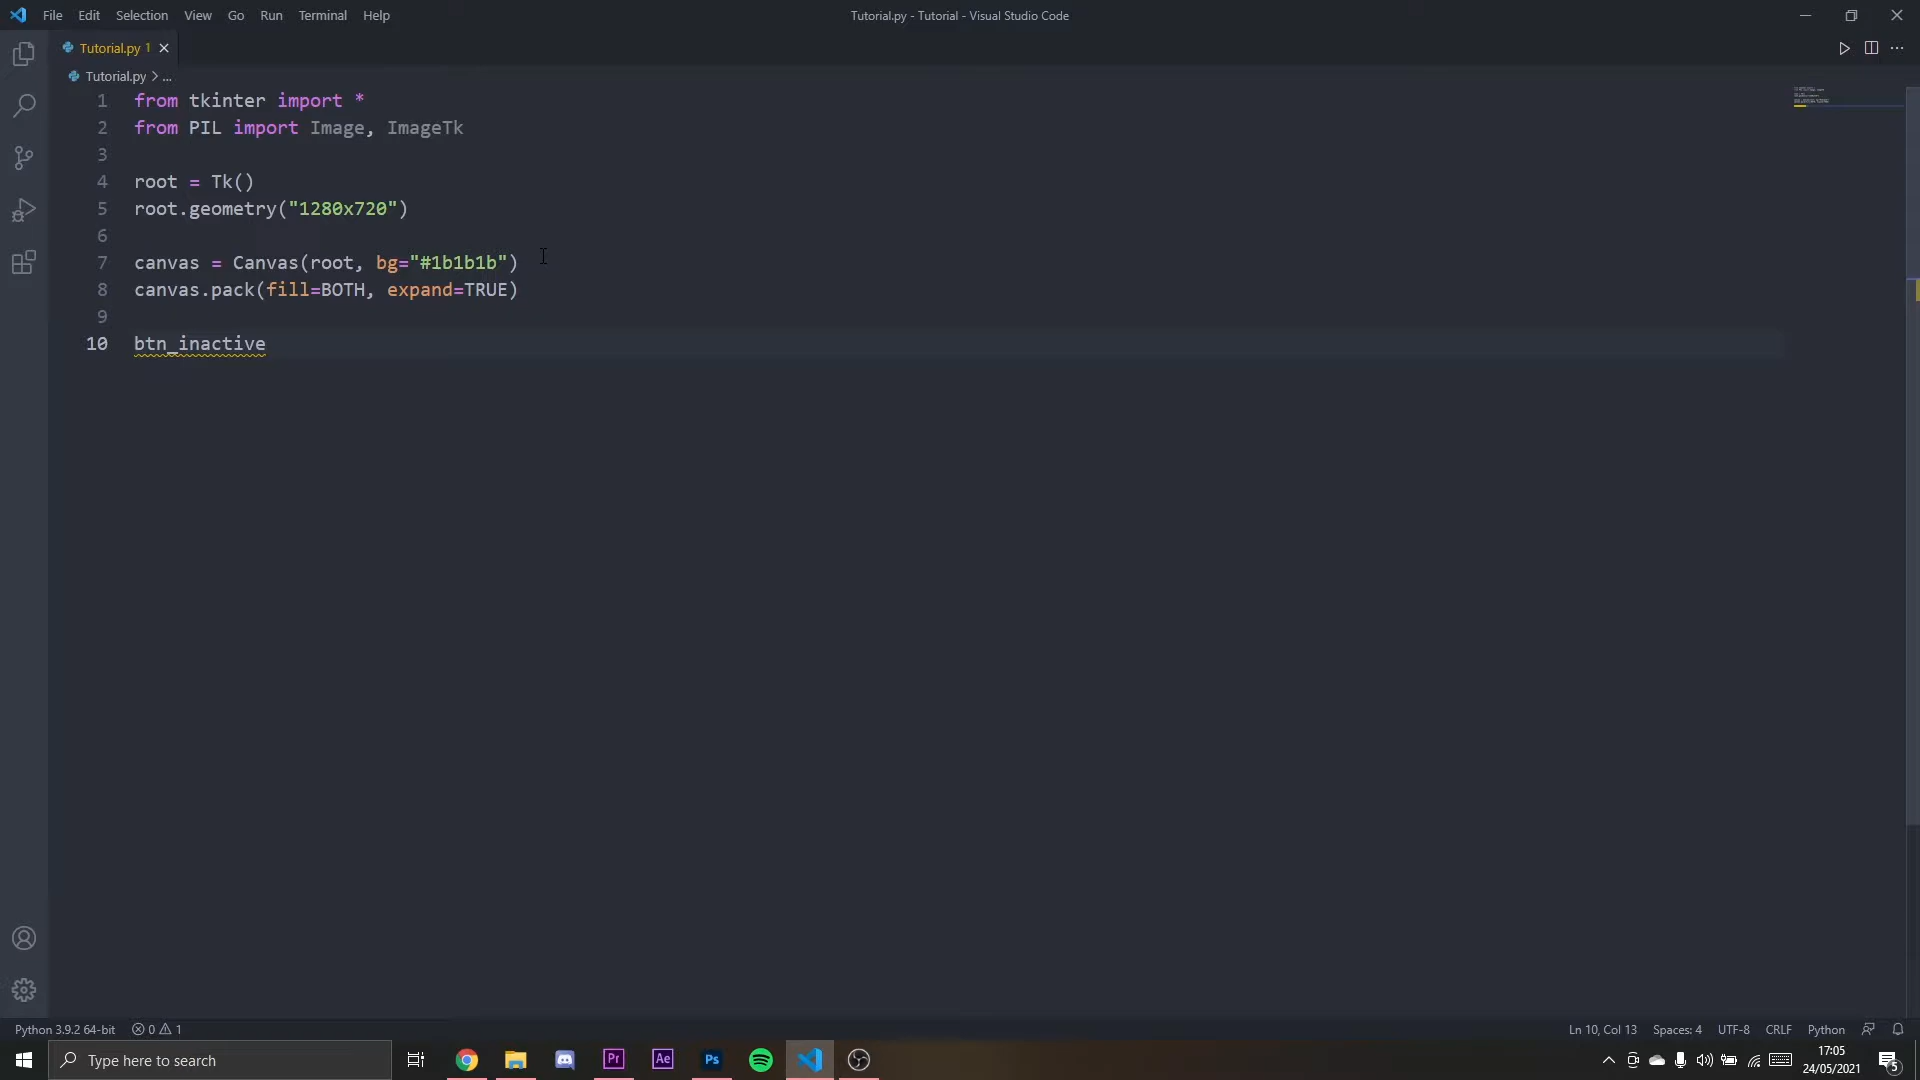 File Edit Selection View Go Run Terminal Help
Tutorial.py - Tutorial - Visual Studio Code
Tutorial.py 1
Tutorial.py > ...
1 from tkinter import *
2 from PIL import Image, ImageTk
3
4 root = Tk()
5 root.geometry("1280x720")
6
7 canvas = Canvas(root, bg="#1b1b1b")
8 canvas.pack(fill=BOTH, expand=TRUE)
9
10 btn_inactive
Python 3.9.2 64-bit 0 1 Ln 10, Col 13 Spaces: 4 UTF-8 CRLF Python
Type here to search
Pr Ae Ps
17:05
24/05/2021
5